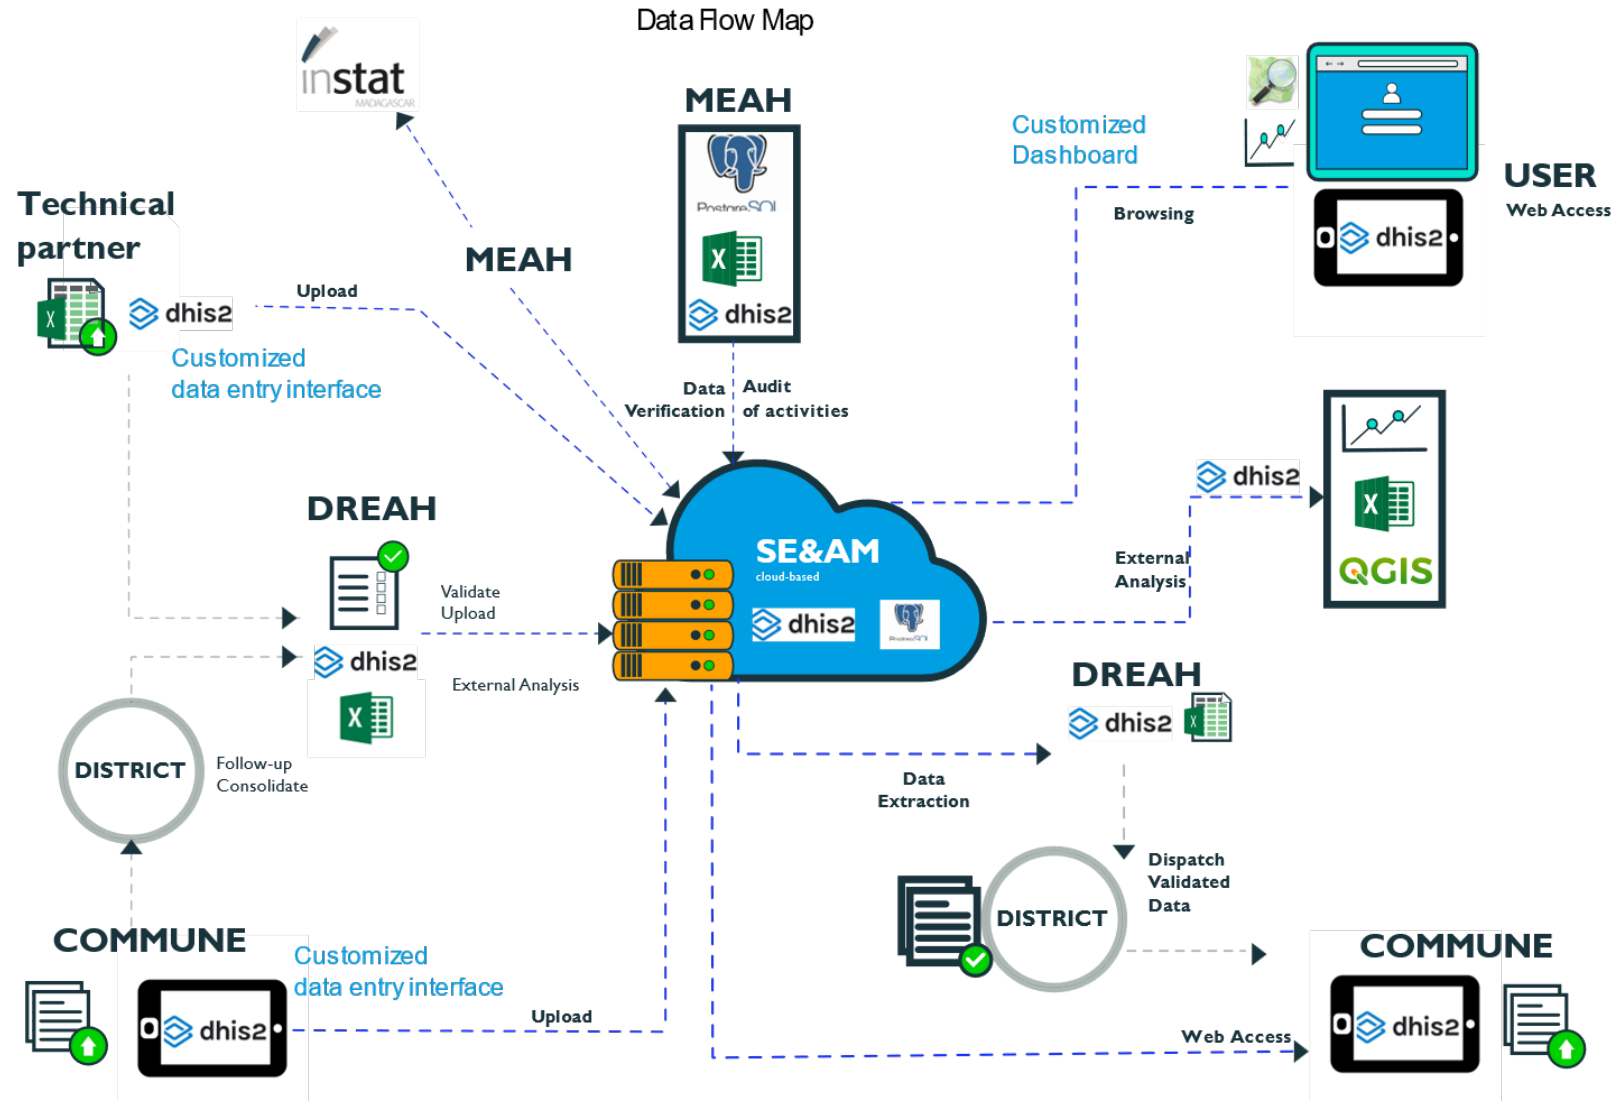 Data Flow Map
instat
MADAGASCAR
MEAH
PostgreSQL
X
dhis2
Customized
Dashboard
Browsing
USER
Web Access
dhis2
Technical
partner
X
dhis2
Upload
Customized
data entry interface
MEAH
Data
Verification
Audit
of activities
dhis2
X
QGIS
External
Analysis
DREAH
Validate
Upload
dhis2
X
External Analysis
SE&AM
cloud-based
dhis2
PostgreSQL
DREAH
dhis2
X
Data
Extraction
DISTRICT
Follow-up
Consolidate
Dispatch
Validated
Data
DISTRICT
COMMUNE
dhis2
Customized
data entry interface
Upload
COMMUNE
dhis2
Web Access